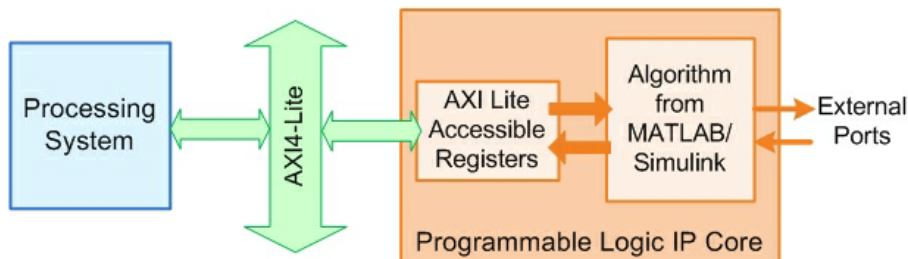 Processing
System
AXI4-Lite
AXI Lite
Accessible
Registers
Algorithm
from
MATLAB/
Simulink
External
Ports
Programmable Logic IP Core